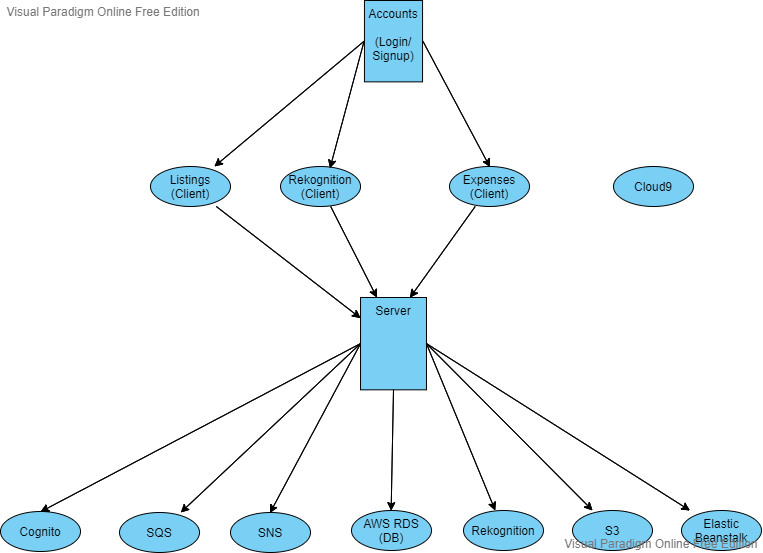 Visual Paradigm Online Free Edition
Accounts
(Login/
Signup)
Listings
(Client)
Rekognition
(Client)
Expenses
(Client)
Cloud9
Server
Cognito
SQS
SNS
AWS RDS
(DB)
Rekognition
S3
Elastic
Beanstalk
Visual Paradigm Online Free Edition